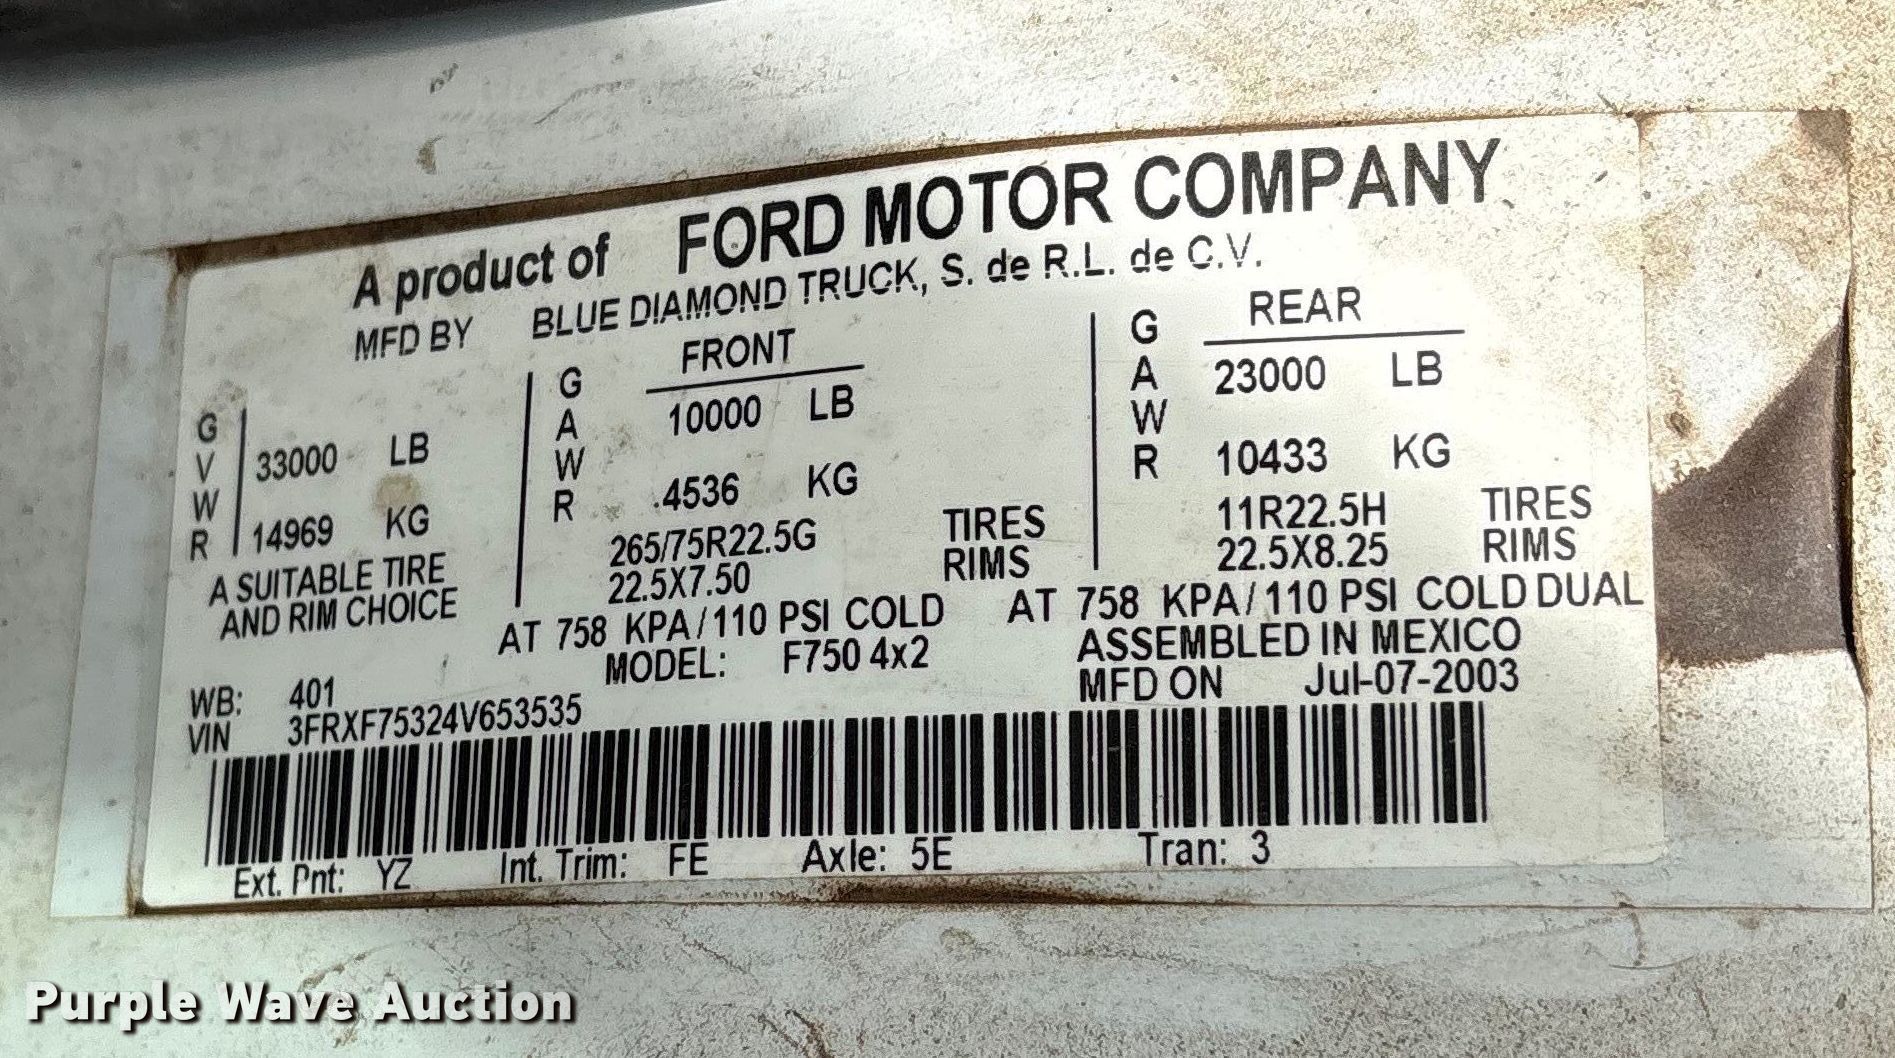 A product of FORD MOTOR COMPANY
MFD BY BLUE DIAMOND TRUCK, S. de R.L. de C.V.
GVWR 33000 LB
14969 KG
A SUITABLE TIRE
AND RIM CHOICE
FRONT
GAWR 10000 LB
4536 KG
265/75R22.5G TIRES
22.5X7.50 RIMS
AT 758 KPA/110 PSI COLD
REAR
GAWR 23000 LB
10433 KG
11R22.5H TIRES
22.5X8.25 RIMS
AT 758 KPA/110 PSI COLD DUAL
MODEL: F750 4x2
ASSEMBLED IN MEXICO
WB: 401
MFD ON Jul-07-2003
VIN 3FRXF75324V653535
Ext. Pnt: YZ Int. Trim: FE Axle: 5E Tran: 3
Purple Wave Auction